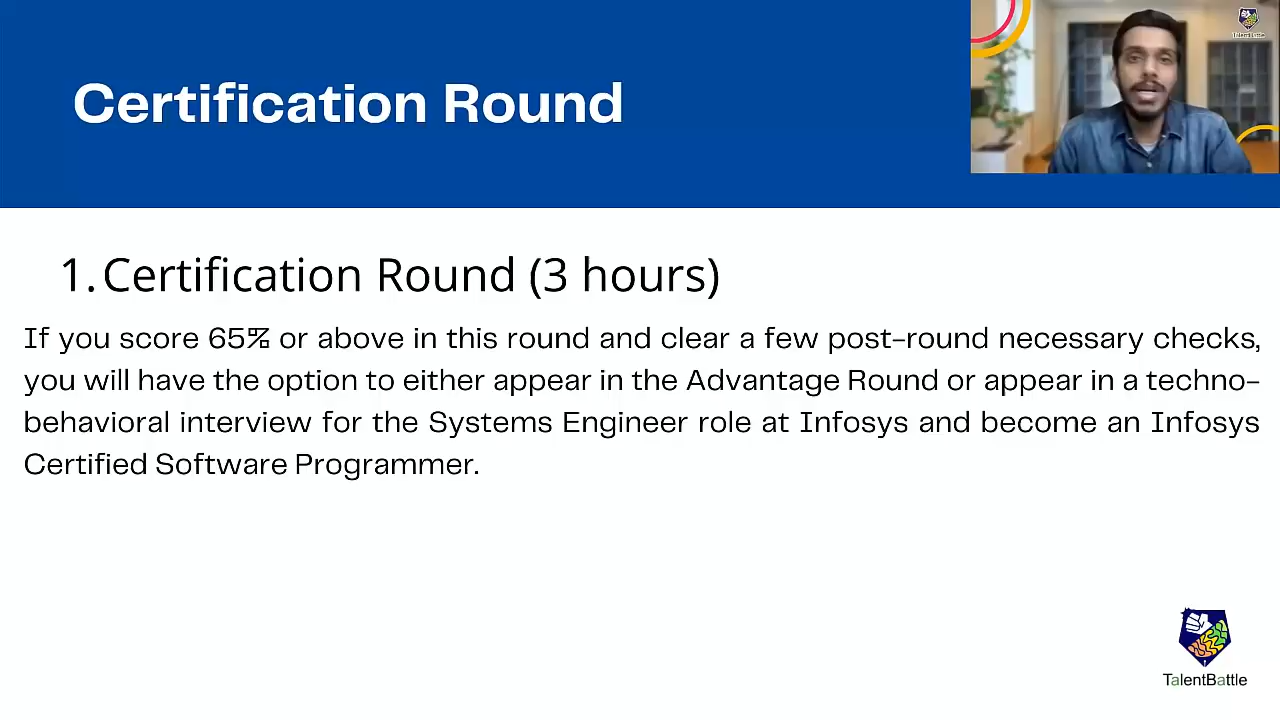 Certification Round
TalentBattle
1. Certification Round (3 hours)
If you score 65% or above in this round and clear a few post-round necessary checks,
you will have the option to either appear in the Advantage Round or appear in a techno-
behavioral interview for the Systems Engineer role at Infosys and become an Infosys
Certified Software Programmer.
TalentBattle